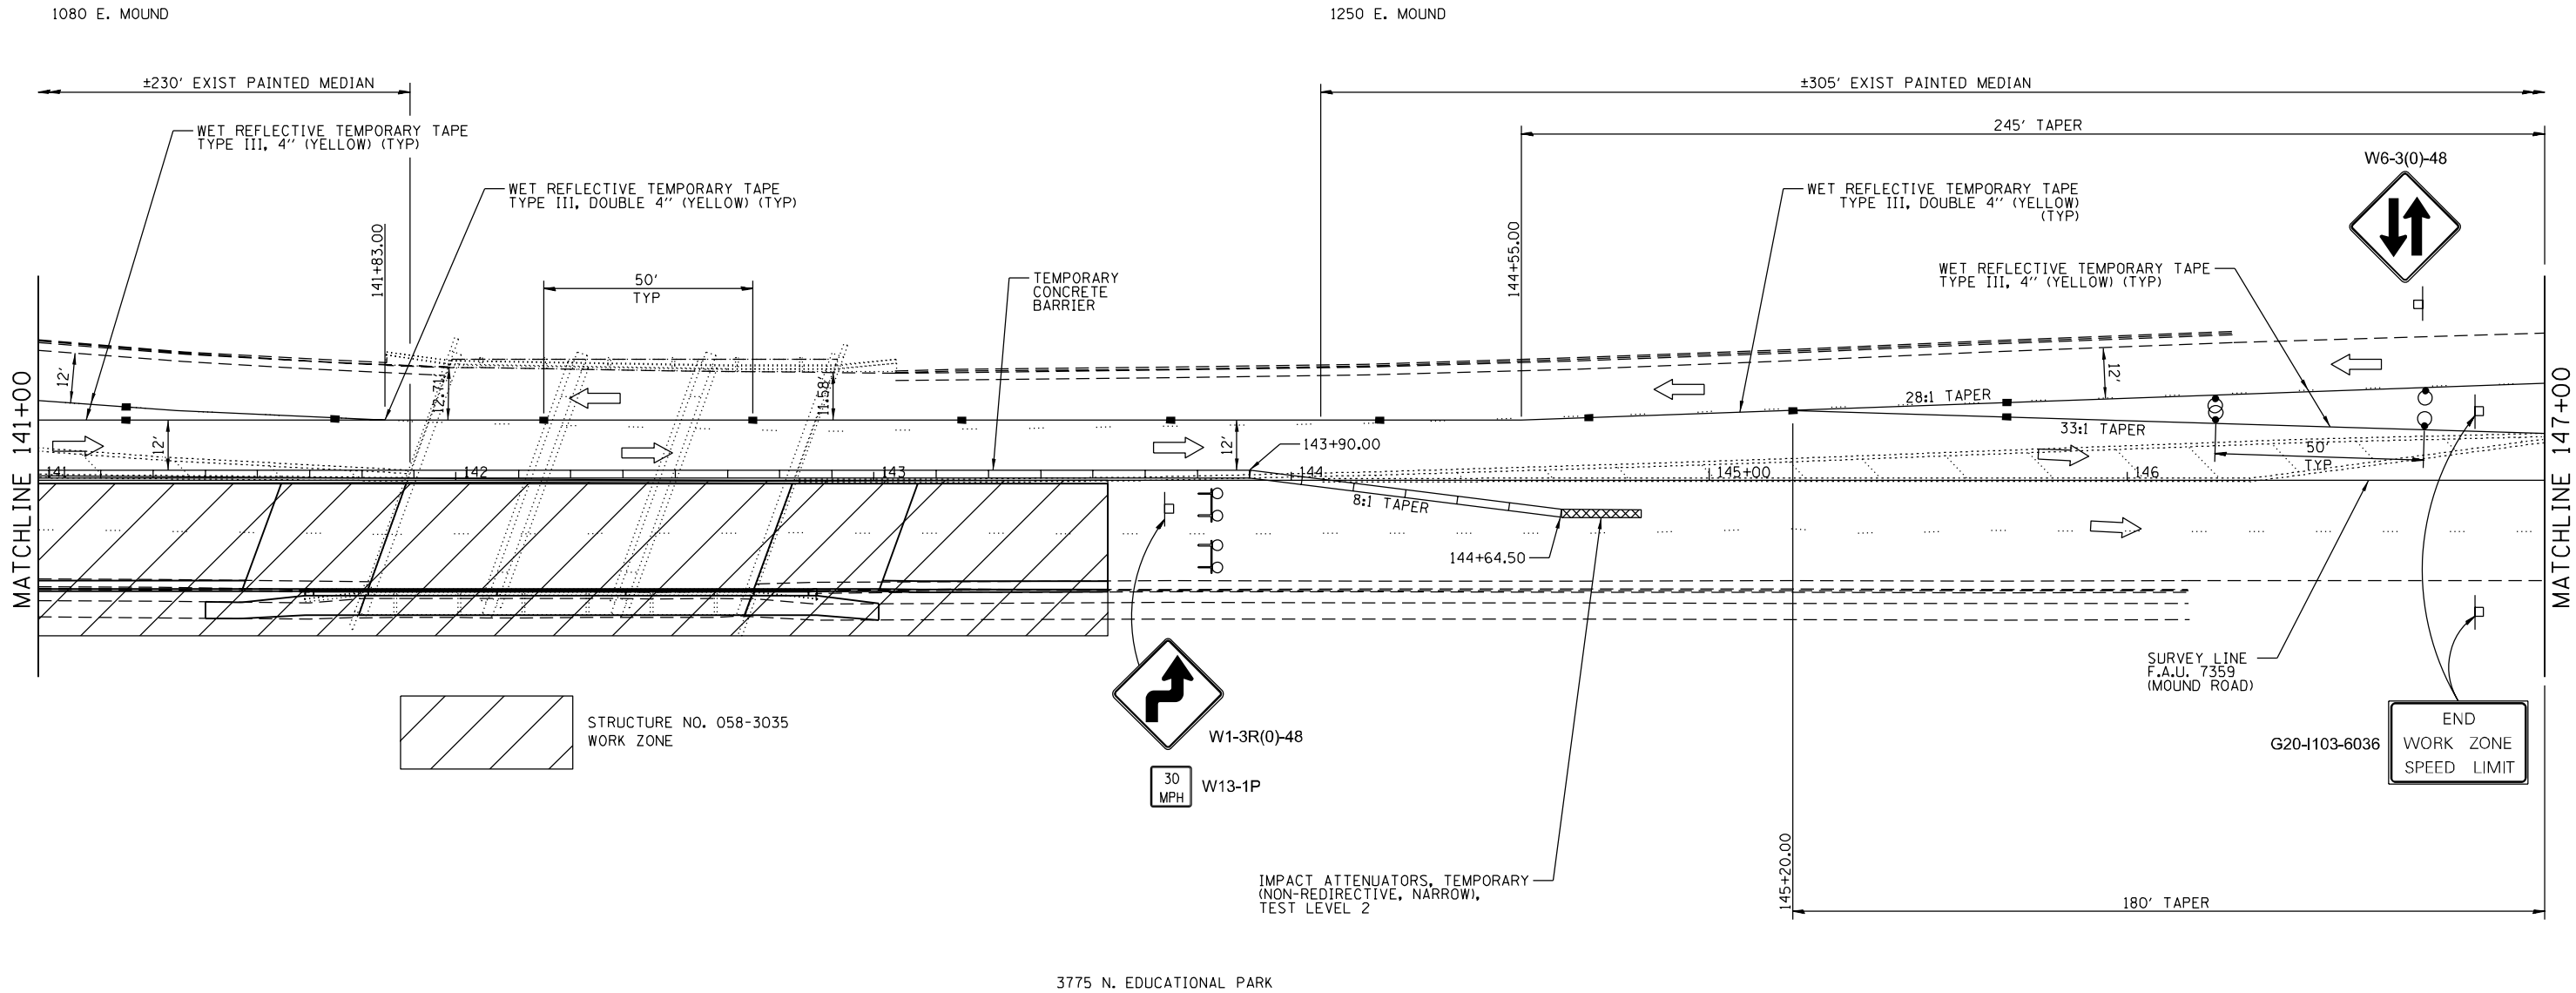 1080 E. MOUND
1250 E. MOUND
±230′ EXIST PAINTED MEDIAN
±305′ EXIST PAINTED MEDIAN
245′ TAPER
WET REFLECTIVE TEMPORARY TAPE
TYPE III, 4′′ (YELLOW) (TYP)
W6-3(0)-48
WET REFLECTIVE TEMPORARY TAPE
TYPE III, DOUBLE 4′′ (YELLOW) (TYP)
WET REFLECTIVE TEMPORARY TAPE
TYPE III, DOUBLE 4′′ (YELLOW)
(TYP)
141+83.00
144+55.00
50′
TYP
TEMPORARY
CONCRETE
BARRIER
WET REFLECTIVE TEMPORARY TAPE
TYPE III, 4′′ (YELLOW) (TYP)
MATCHLINE 141+00
MATCHLINE 147+00
12′
12.71′
11.58′
12′
28:1 TAPER
33:1 TAPER
12′
12′
143+90.00
50′
TYP
141
142
143
144
145+00
146
8:1 TAPER
144+64.50
SURVEY LINE
F.A.U. 7359
(MOUND ROAD)
STRUCTURE NO. 058-3035
WORK ZONE
W1-3R(0)-48
30
MPH
W13-1P
G20-I103-6036
END
WORK ZONE
SPEED LIMIT
IMPACT ATTENUATORS, TEMPORARY
(NON-REDIRECTIVE, NARROW),
TEST LEVEL 2
145+20.00
180′ TAPER
3775 N. EDUCATIONAL PARK